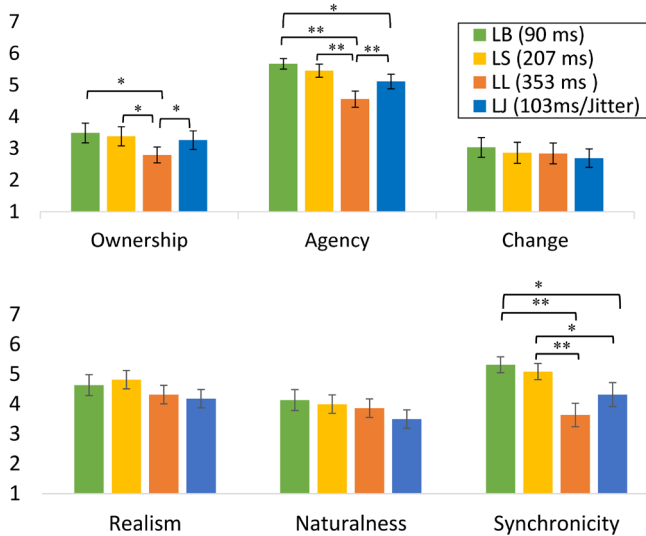 7
6
5
4
3
2
1
*
*
*
*
**
**
**
LB (90 ms)
LS (207 ms)
LL (353 ms )
LJ (103ms/Jitter)
Ownership
Agency
Change
7
6
5
4
3
2
1
*
**
*
**
Realism
Naturalness
Synchronicity